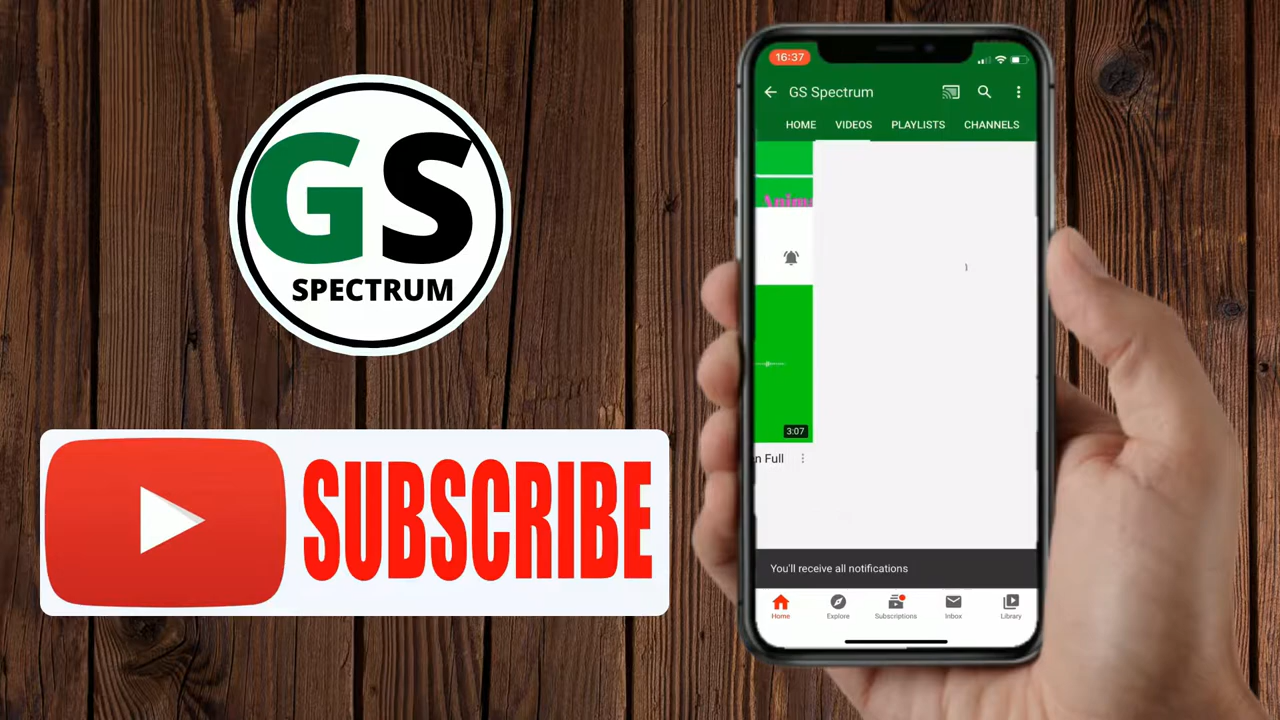 GS
SPECTRUM
SUBSCRIBE
16:37
GS Spectrum
HOME VIDEOS PLAYLISTS CHANNELS
3:07
n Full
You'll receive all notifications
Home Explore Subscriptions Inbox Library